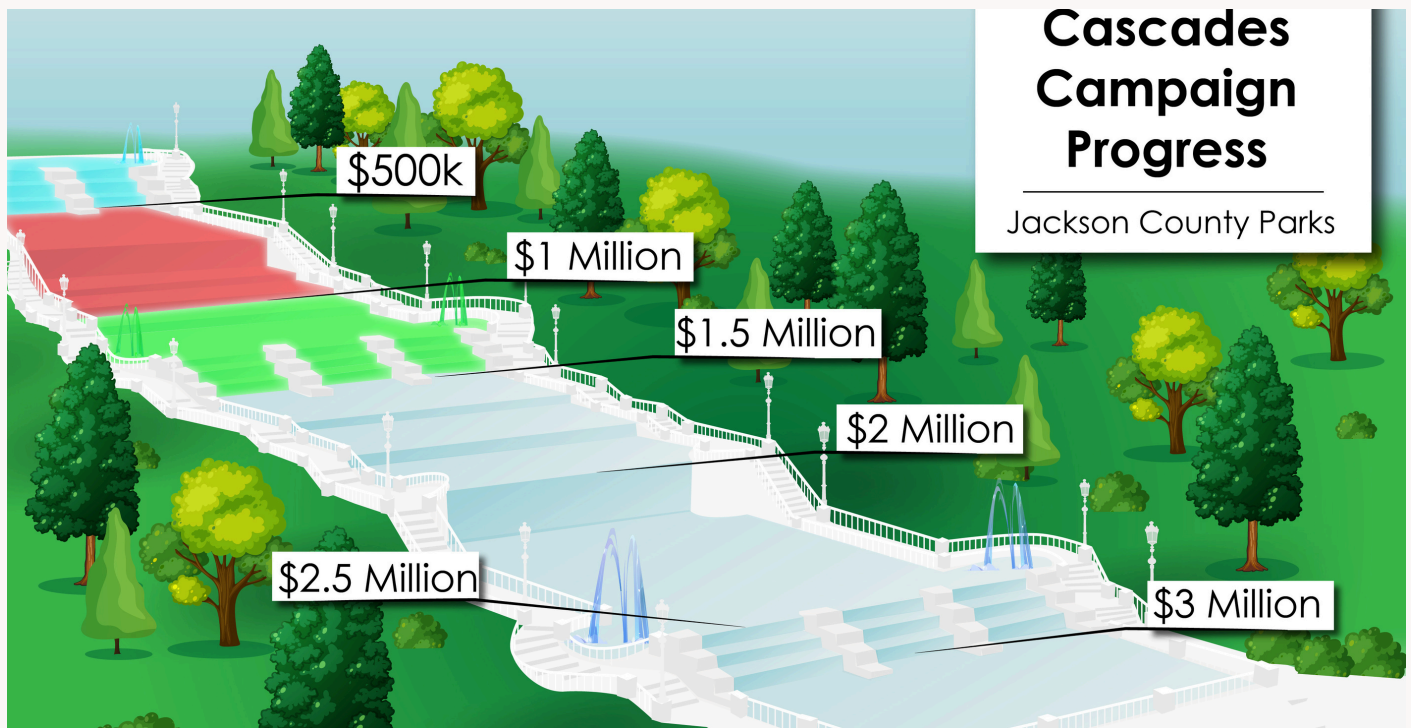 Cascades
Campaign
Progress
Jackson County Parks
$500k
$1 Million
$1.5 Million
$2 Million
$2.5 Million
$3 Million